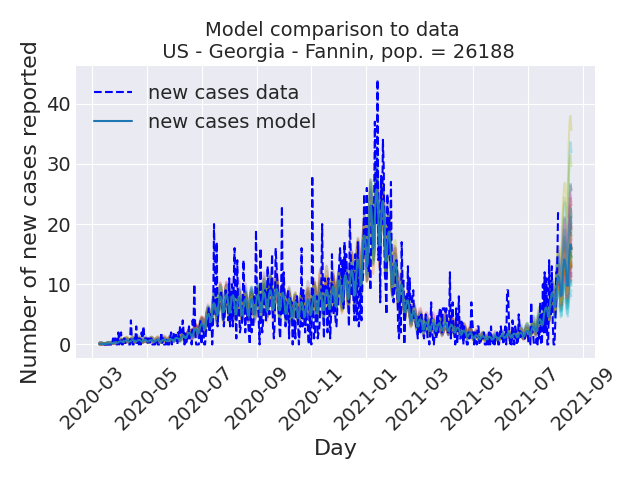 Model comparison to data
US - Georgia - Fannin, pop. = 26188
Number of new cases reported
new cases data
new cases model
40
30
20
10
0
2020-03
2020-05
2020-07
2020-09
2020-11
2021-01
2021-03
2021-05
2021-07
2021-09
Day